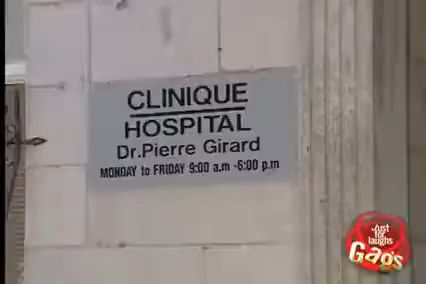 CLINIQUE
HOSPITAL
Dr.Pierre Girard
MONDAY to FRIDAY 9:00 a.m -6:00 p.m
Just
for
laughs
Gags